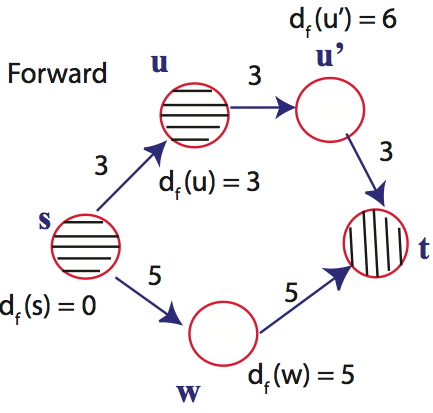 d_f(u') = 6
Forward
u
u'
3
3
3
d_f(u) = 3
s
t
5
5
d_f(s) = 0
w
d_f(w) = 5